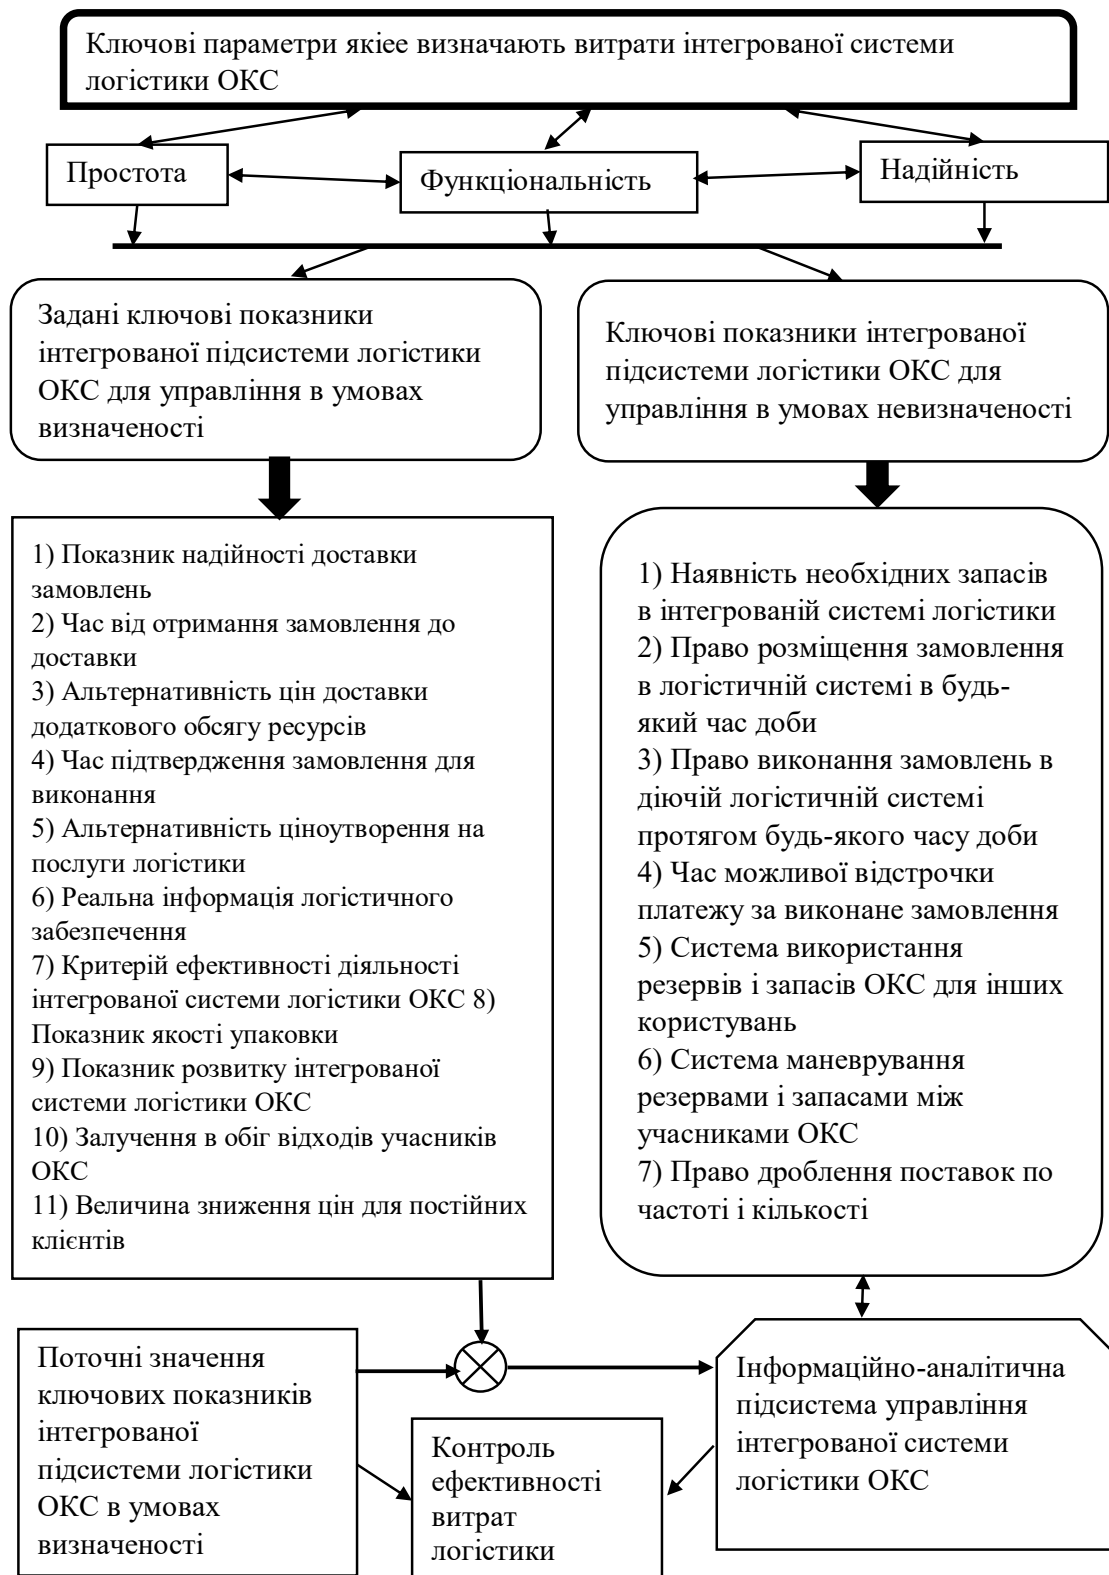 Ключові параметри якіее визначають витрати інтегрованої системи
логістики ОКС
Простота
Функціональність
Надійність
Задані ключові показники
інтегрованої підсистеми логістики
ОКС для управління в умовах
визначеності
Ключові показники інтегрованої
підсистеми логістики ОКС для
управління в умовах невизначеності
1) Показник надійності доставки
замовлень
2) Час від отримання замовлення до
доставки
3) Альтернативність цін доставки
додаткового обсягу ресурсів
4) Час підтвердження замовлення для
виконання
5) Альтернативність ціноутворення на
послуги логістики
6) Реальна інформація логістичного
забезпечення
7) Критерій ефективності діяльності
інтегрованої системи логістики ОКС 8)
Показник якості упаковки
9) Показник розвитку інтегрованої
системи логістики ОКС
10) Залучення в обіг відходів учасників
ОКС
11) Величина зниження цін для постійних
клієнтів
1) Наявність необхідних запасів
в інтегрованій системі логістики
2) Право розміщення замовлення
в логістичній системі в будь-
який час доби
3) Право виконання замовлень в
діючій логістичній системі
протягом будь-якого часу доби
4) Час можливої відстрочки
платежу за виконане замовлення
5) Система використання
резервів і запасів ОКС для інших
користувань
6) Система маневрування
резервами і запасами між
учасниками ОКС
7) Право дроблення поставок по
частоті і кількості
Поточні значення
ключових показників
інтегрованої
підсистеми логістики
ОКС в умовах
визначеності
Контроль
ефективності
витрат
логістики
Інформаційно-аналітична
підсистема управління
інтегрованої системи
логістики ОКС